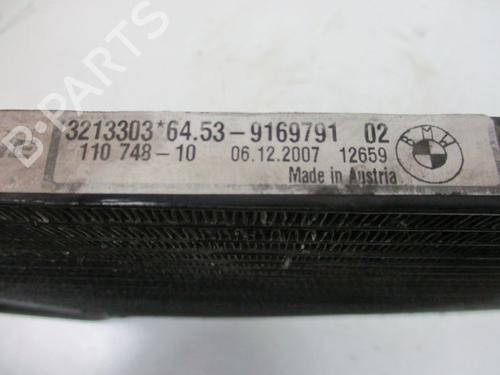 3213303*64.53-9169791 02
110 748-10 06.12.2007 12659
Made in Austria
BMW
B-PARTS